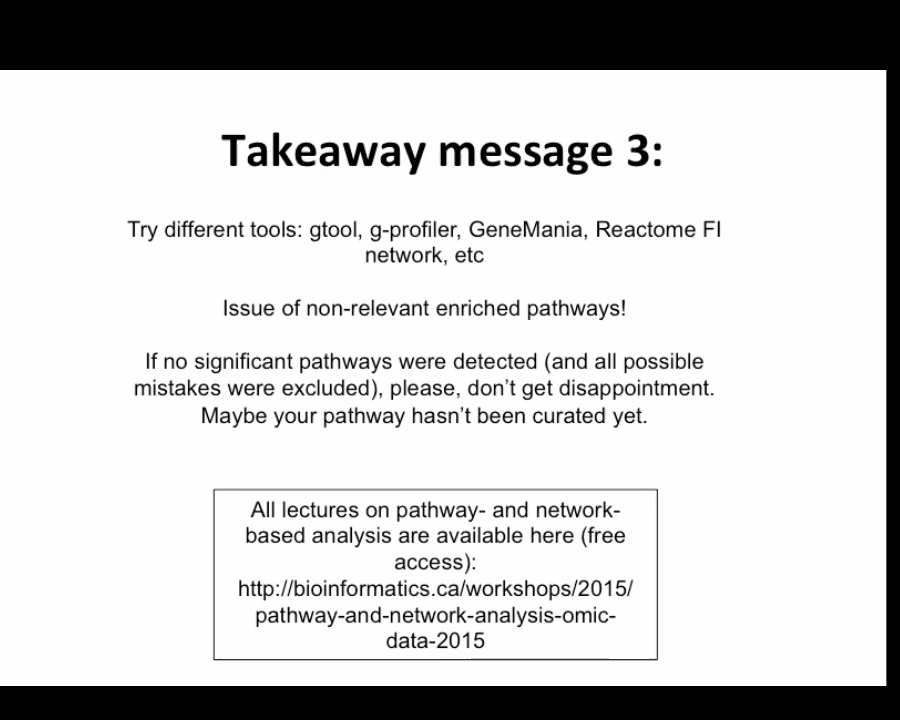 Takeaway message 3:
Try different tools: gtool, g-profiler, GeneMania, Reactome FI
network, etc
Issue of non-relevant enriched pathways!
If no significant pathways were detected (and all possible
mistakes were excluded), please, don't get disappointment.
Maybe your pathway hasn't been curated yet.
All lectures on pathway- and network-
based analysis are available here (free
access):
http://bioinformatics.ca/workshops/2015/
pathway-and-network-analysis-omic-
data-2015